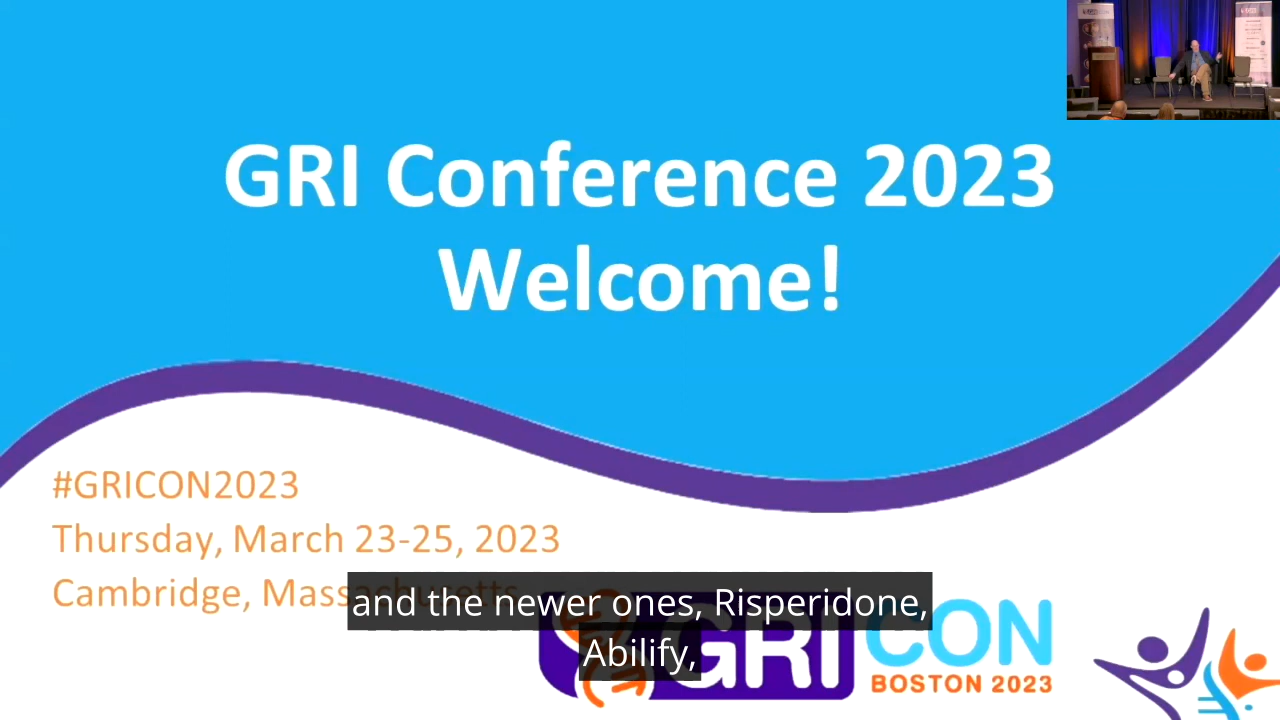 GRI Conference 2023
Welcome!
#GRICON2023
Thursday, March 23-25, 2023
Cambridge, Massachusetts
and the newer ones, Risperidone,
Abilify,
GRI CON
BOSTON 2023